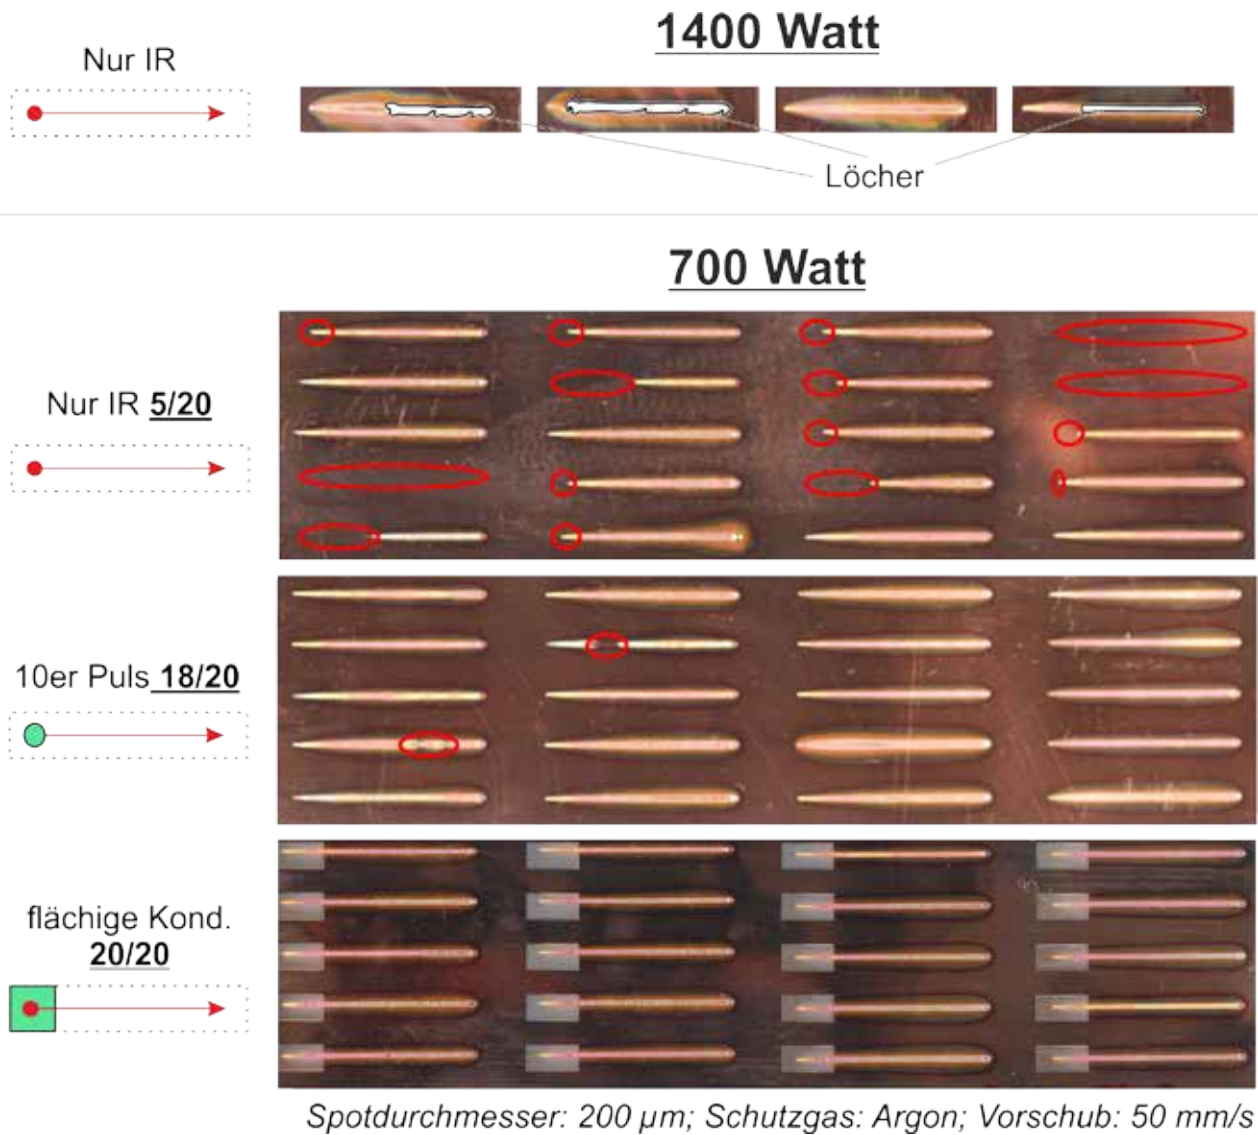 1400 Watt
Nur IR
Löcher
700 Watt
Nur IR 5/20
10er Puls 18/20
flächige Kond.
20/20
Spotdurchmesser: 200 µm; Schutzgas: Argon; Vorschub: 50 mm/s